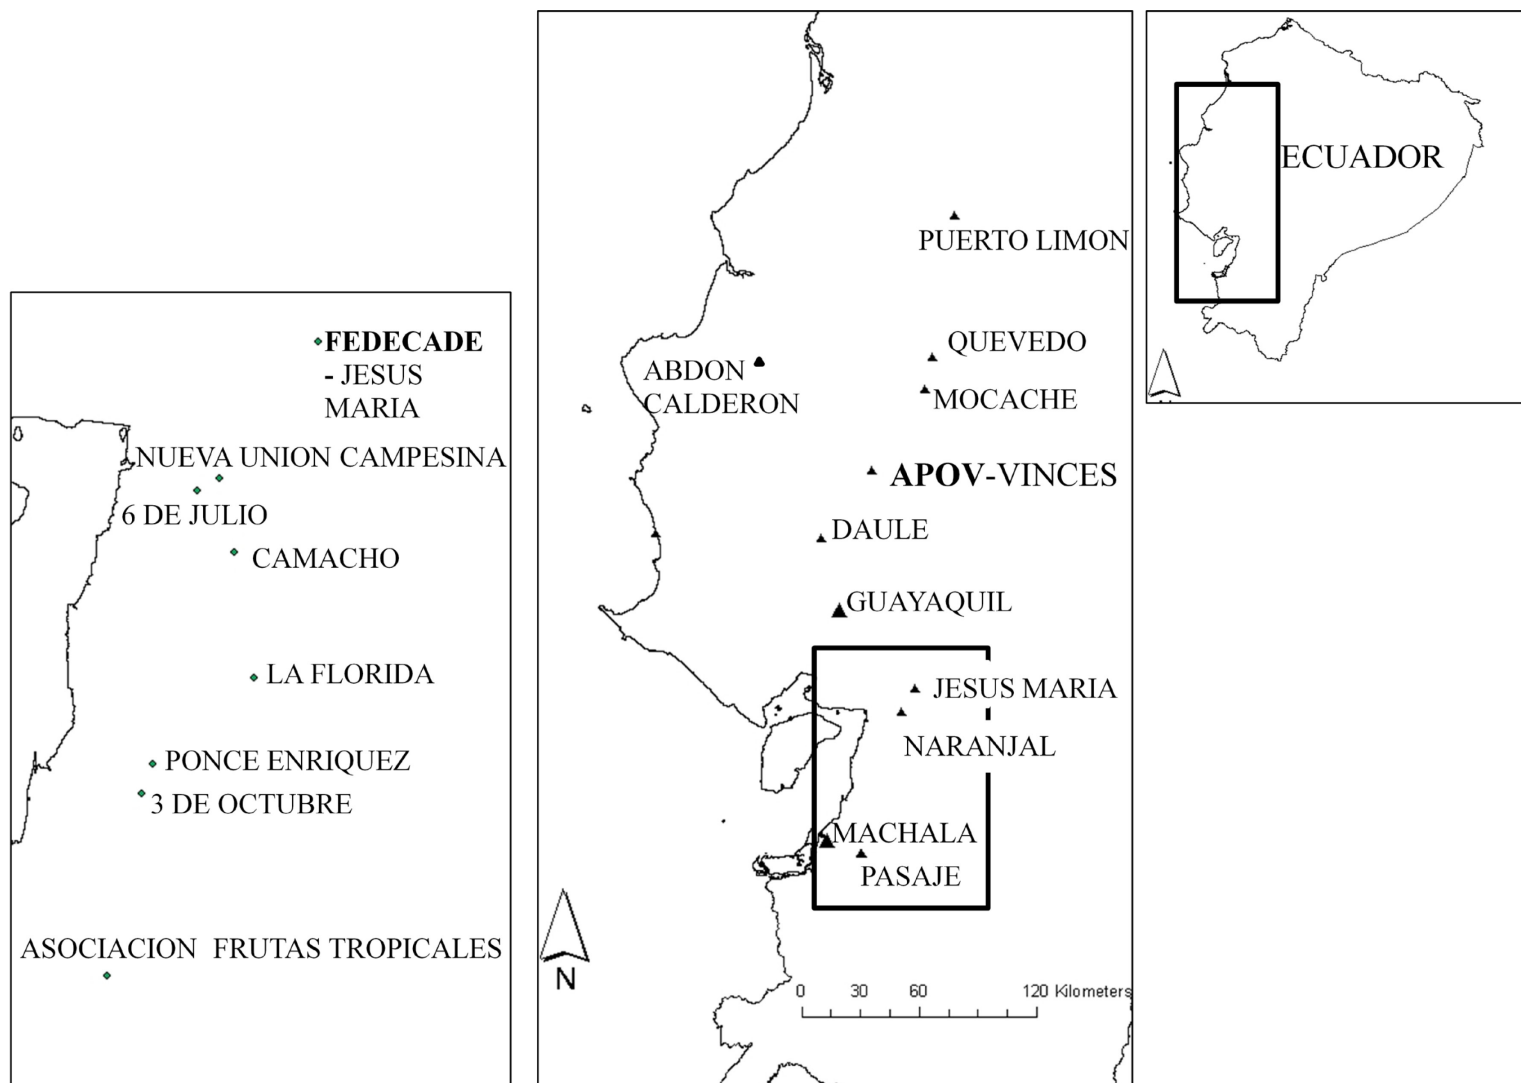 FEDECADE
- JESUS
MARIA
NUEVA UNION CAMPESINA
6 DE JULIO
CAMACHO
LA FLORIDA
PONCE ENRIQUEZ
3 DE OCTUBRE
ASOCIACION FRUTAS TROPICALES
PUERTO LIMON
QUEVEDO
ABDON
CALDERON
MOCACHE
APOV-VINCES
DAULE
GUAYAQUIL
JESUS MARIA
NARANJAL
MACHALA
PASAJE
N
0 30 60 120 Kilometers
ECUADOR